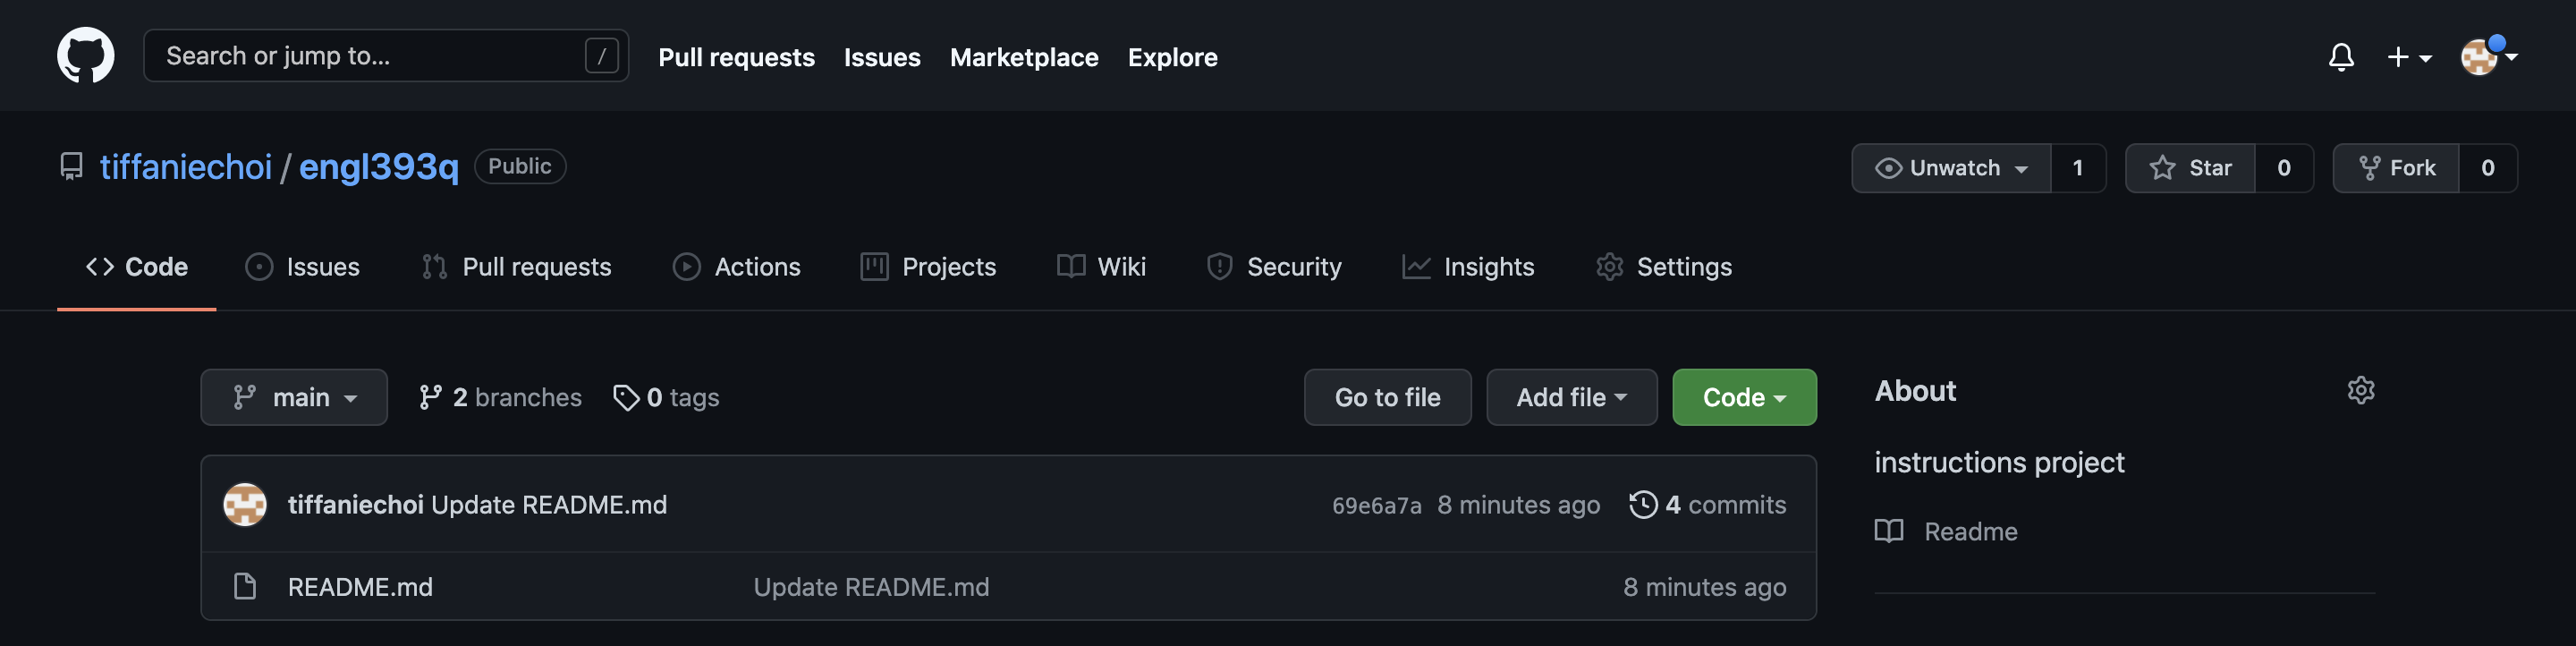 Search or jump to... / Pull requests Issues Marketplace Explore
tiffaniechoi / engl393q Public Unwatch 1 Star 0 Fork 0
Code Issues Pull requests Actions Projects Wiki Security Insights Settings
main 2 branches 0 tags Go to file Add file Code About
instructions project
tiffaniechoi Update README.md 69e6a7a 8 minutes ago 4 commits
Readme
README.md Update README.md 8 minutes ago